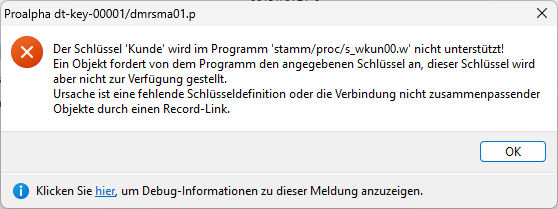 Proalpha dt-key-00001/dmrsma01.p
Der Schlüssel 'Kunde' wird im Programm 'stamm/proc/s_wkun00.w' nicht unterstützt!
Ein Objekt fordert von dem Programm den angegebenen Schlüssel an, dieser Schlüssel wird
aber nicht zur Verfügung gestellt.
Ursache ist eine fehlende Schlüsseldefinition oder die Verbindung nicht zusammenpassender
Objekte durch einen Record-Link.
OK
Klicken Sie hier, um Debug-Informationen zu dieser Meldung anzuzeigen.